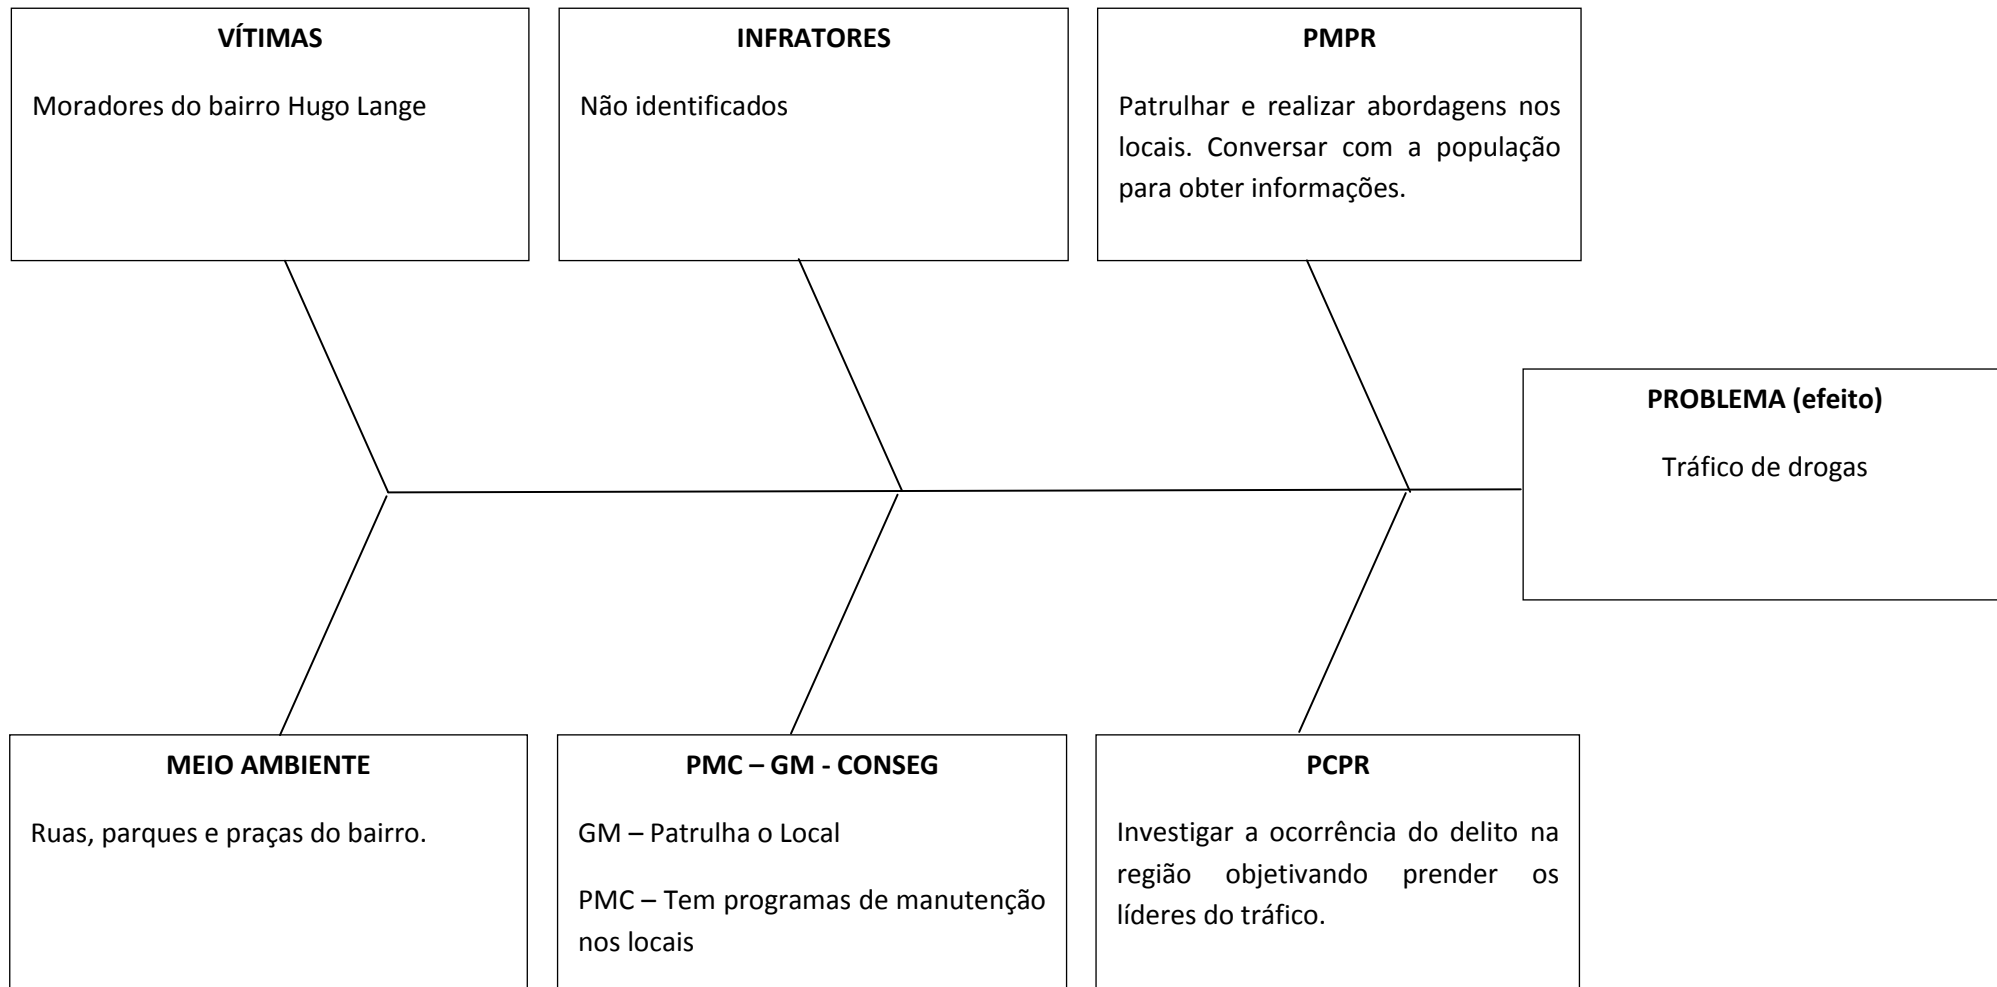 VÍTIMAS
Moradores do bairro Hugo Lange
INFRATORES
Não identificados
PMPR
Patrulhar e realizar abordagens nos
locais. Conversar com a população
para obter informações.
PROBLEMA (efeito)
Tráfico de drogas
MEIO AMBIENTE
Ruas, parques e praças do bairro.
PMC – GM - CONSEG
GM – Patrulha o Local
PMC – Tem programas de manutenção
nos locais
PCPR
Investigar a ocorrência do delito na
região objetivando prender os
líderes do tráfico.